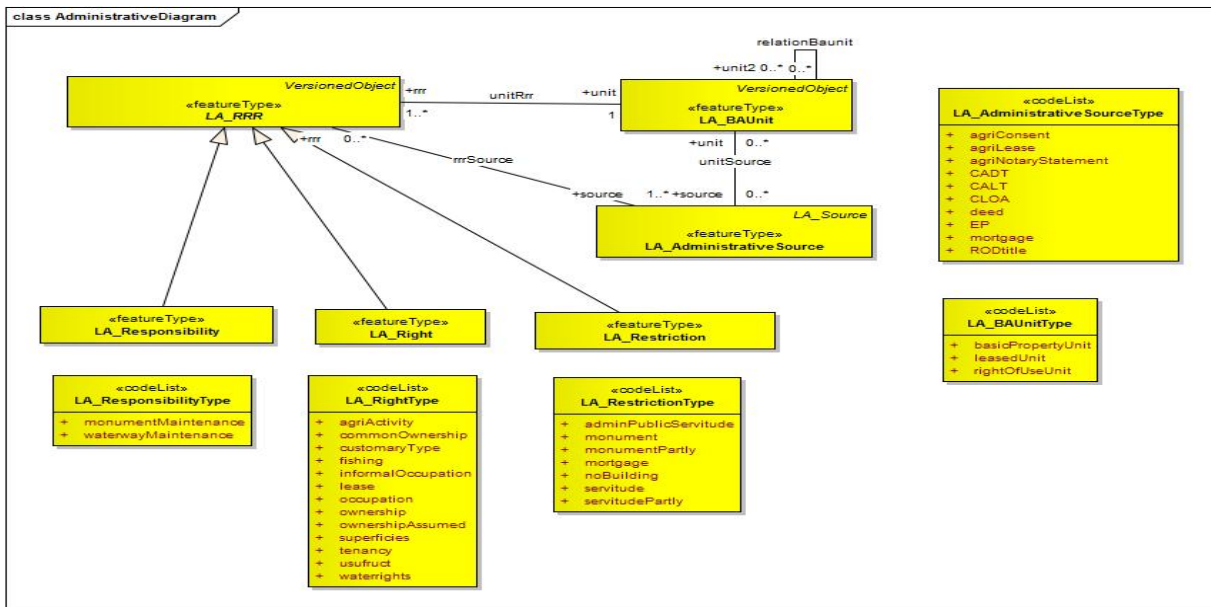 class AdministrativeDiagram
relationBaunit
+unit2 0..* 0..*
VersionedObject
«featureType»
LA_RRR
+rrr
1..*
unitRrr
+unit
1
VersionedObject
«featureType»
LA_BAUnit
+rrr 0..*
rrrSource
+source 1..*
+unit 0..*
unitSource
+source 0..*
LA_Source
«featureType»
LA_AdministrativeSource
«codeList»
LA_AdministrativeSourceType
+ agriConsent
+ agriLease
+ agriNotaryStatement
+ CADT
+ CALT
+ CLOA
+ deed
+ EP
+ mortgage
+ RODtitle
«featureType»
LA_Responsibility
«featureType»
LA_Right
«featureType»
LA_Restriction
«codeList»
LA_BAUnitType
+ basicPropertyUnit
+ leasedUnit
+ rightOfUseUnit
«codeList»
LA_ResponsibilityType
+ monumentMaintenance
+ waterwayMaintenance
«codeList»
LA_RightType
+ agriActivity
+ commonOwnership
+ customaryType
+ fishing
+ informalOccupation
+ lease
+ occupation
+ ownership
+ ownershipAssumed
+ superficies
+ tenancy
+ usufruct
+ waterrights
«codeList»
LA_RestrictionType
+ adminPublicServitude
+ monument
+ monumentPartly
+ mortgage
+ noBuilding
+ servitude
+ servitudePartly